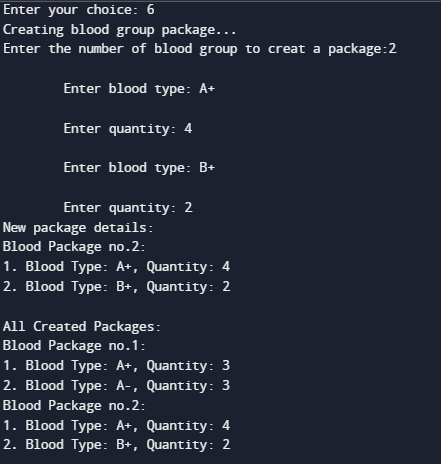 Enter your choice: 6
Creating blood group package...
Enter the number of blood group to creat a package:2
Enter blood type: A+
Enter quantity: 4
Enter blood type: B+
Enter quantity: 2
New package details:
Blood Package no.2:
1. Blood Type: A+, Quantity: 4
2. Blood Type: B+, Quantity: 2
All Created Packages:
Blood Package no.1:
1. Blood Type: A+, Quantity: 3
2. Blood Type: A-, Quantity: 3
Blood Package no.2:
1. Blood Type: A+, Quantity: 4
2. Blood Type: B+, Quantity: 2